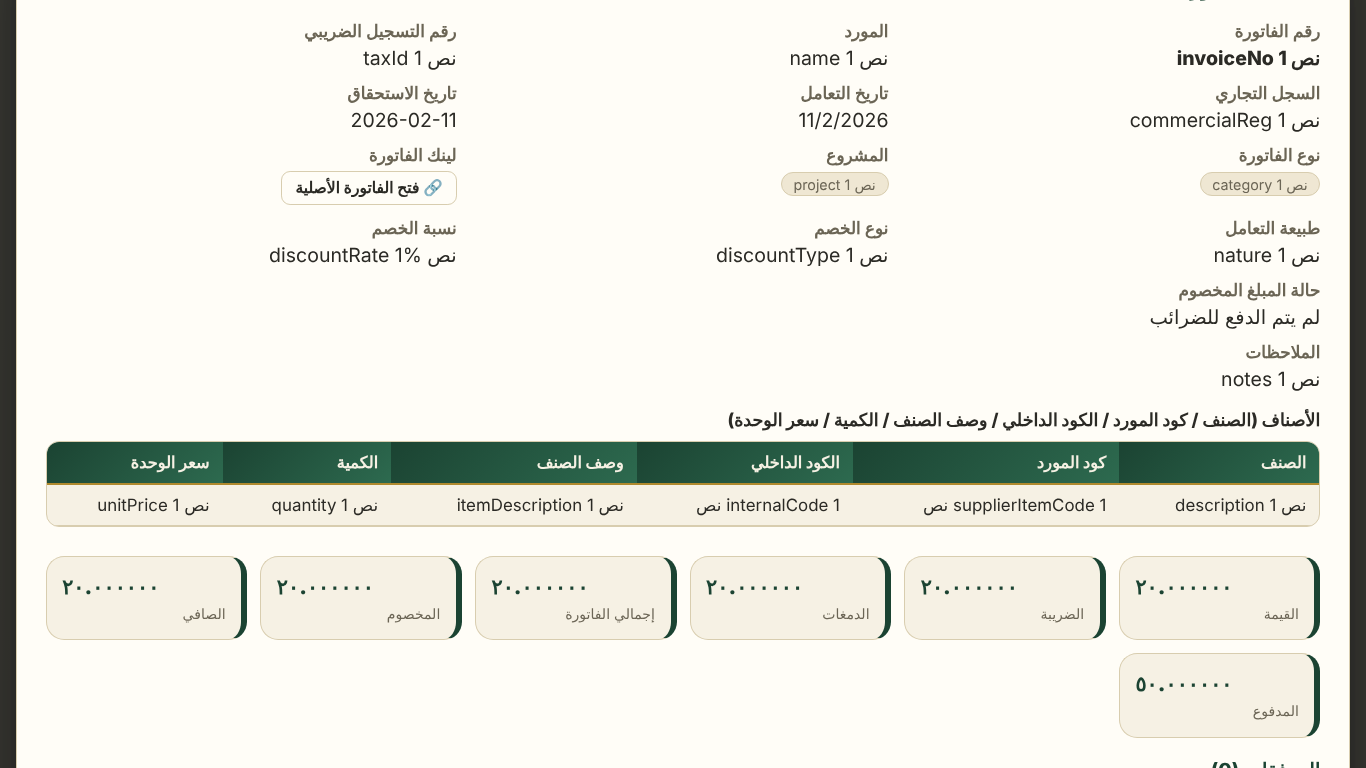 رقم الفاتورة
نص 1 invoiceNo
المورد
نص 1 name
رقم التسجيل الضريبي
نص 1 taxId
السجل التجاري
نص 1 commercialReg
تاريخ التعامل
11/2/2026
تاريخ الاستحقاق
2026-02-11
نوع الفاتورة
نص 1 category
المشروع
نص 1 project
لينك الفاتورة
🔗 فتح الفاتورة الأصلية
طبيعة التعامل
نص 1 nature
نوع الخصم
نص 1 discountType
نسبة الخصم
نص discountRate 1%
حالة المبلغ المخصوم
لم يتم الدفع للضرائب
الملاحظات
نص 1 notes
الأصناف (الصنف / كود المورد / الكود الداخلي / وصف الصنف / الكمية / سعر الوحدة)
الصنف كود المورد الكود الداخلي وصف الصنف الكمية سعر الوحدة
نص 1 description نص supplierItemCode 1 نص internalCode 1 نص 1 itemDescription نص 1 quantity نص 1 unitPrice
٢٠.٠٠٠٠٠٠
القيمة
٢٠.٠٠٠٠٠٠
الضريبة
٢٠.٠٠٠٠٠٠
الدمغات
٢٠.٠٠٠٠٠٠
إجمالي الفاتورة
٢٠.٠٠٠٠٠٠
المخصوم
٢٠.٠٠٠٠٠٠
الصافي
٥٠.٠٠٠٠٠٠
المدفوع